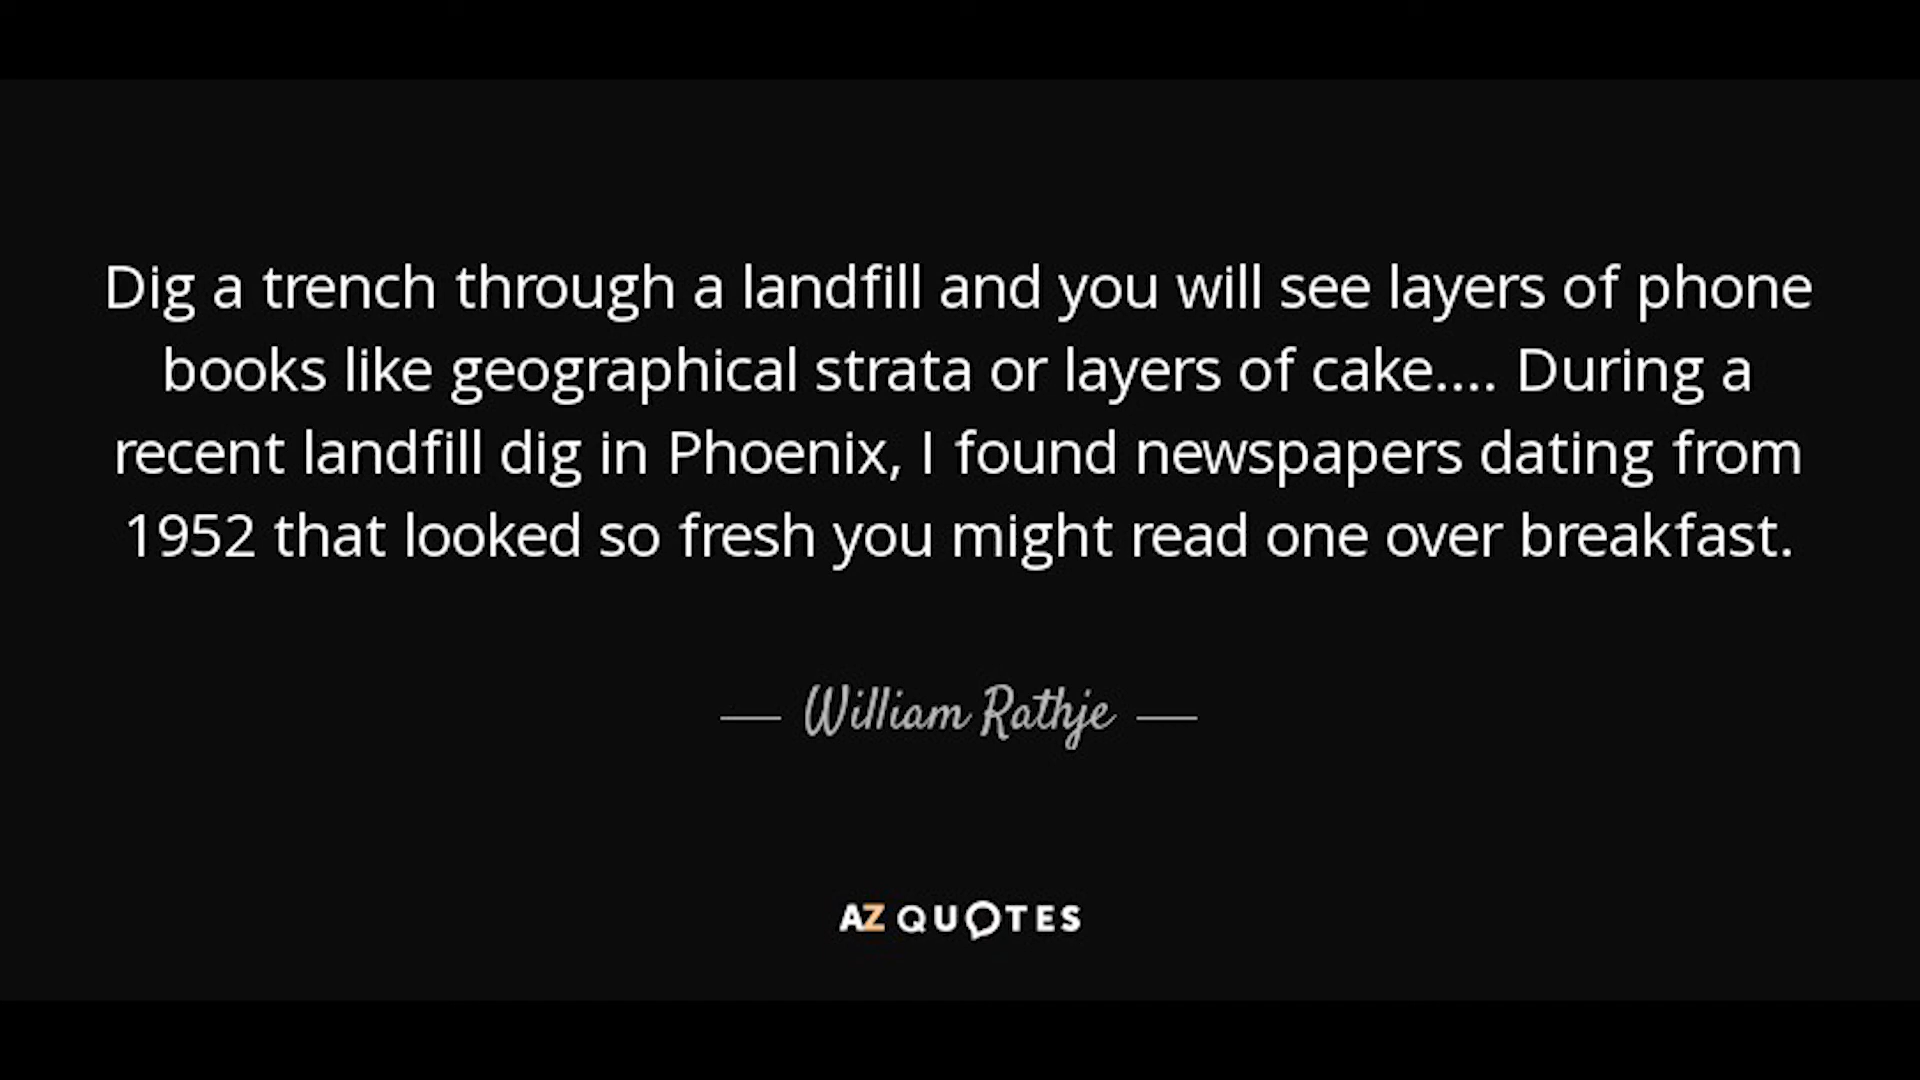 Dig a trench through a landfill and you will see layers of phone
books like geographical strata or layers of cake.... During a
recent landfill dig in Phoenix, I found newspapers dating from
1952 that looked so fresh you might read one over breakfast.
— William Rathje —
AZ QUOTES